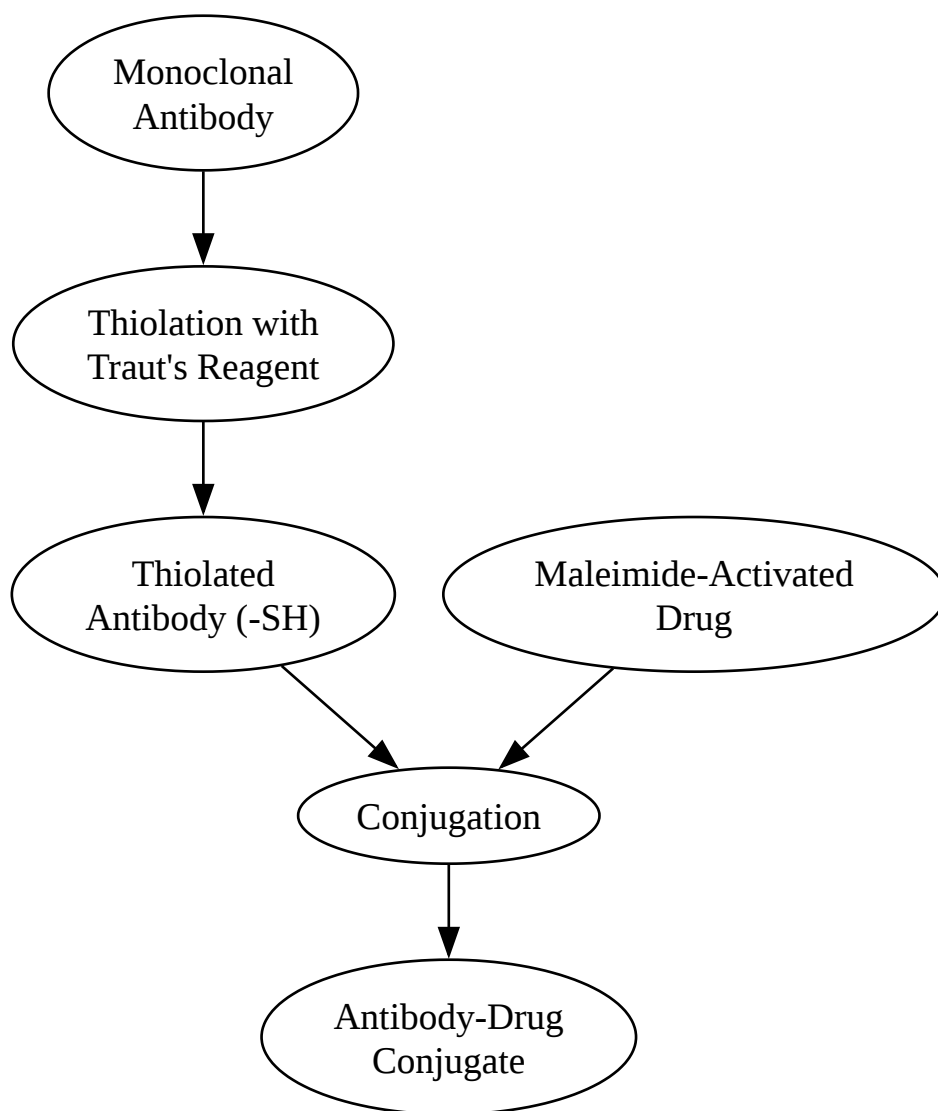 Monoclonal
Antibody
Thiolation with
Traut's Reagent
Thiolated
Antibody (-SH)
Maleimide-Activated
Drug
Conjugation
Antibody-Drug
Conjugate